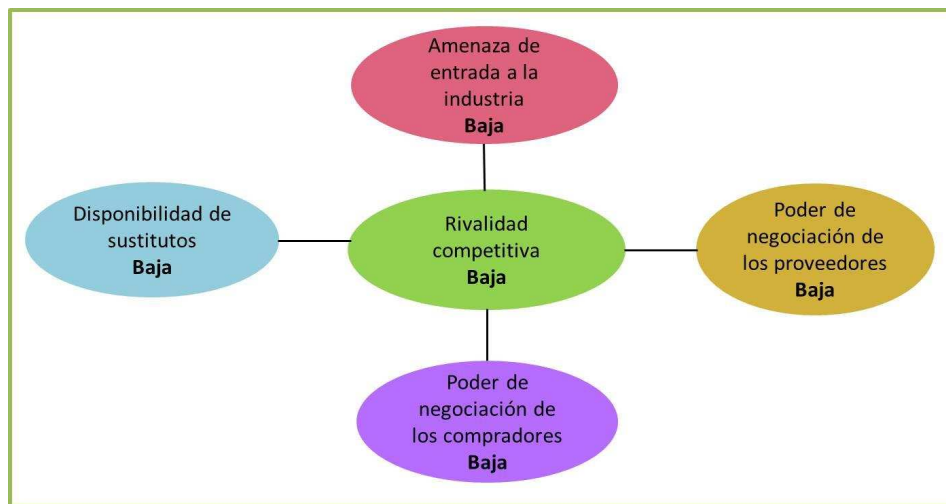 Amenaza de
entrada a la
industria
Baja
Disponibilidad de
sustitutos
Baja
Rivalidad
competitiva
Baja
Poder de
negociación de
los proveedores
Baja
Poder de
negociación de
los compradores
Baja